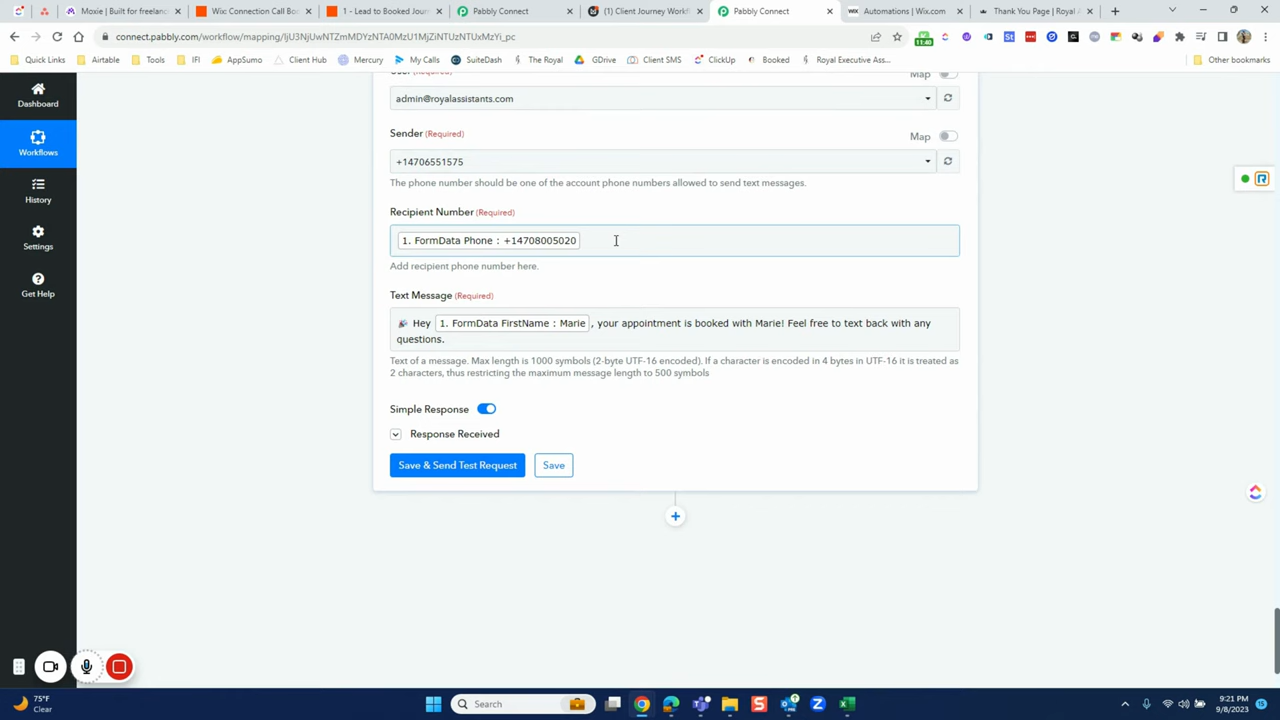 Moxie | Built for freelanc
Wix Connection Call Boo
1 - Lead to Booked Journ
Pabbly Connect
(1) Client Journey Workf
Pabbly Connect
Automations | Wix.com
Thank You Page | Royal A
connect.pabbly.com/workflow/mapping/IjU3NjUwNTZmMDYzNTA0MzU1MjZiNTUzNTUxMzYi_pc
11:40
Quick Links
Airtable
Tools
IFI
AppSumo
Client Hub
Mercury
My Calls
SuiteDash
The Royal
GDrive
Client SMS
ClickUp
Booked
Royal Executive Ass...
Other bookmarks
Dashboard
Workflows
History
Settings
Get Help
Map
admin@royalassistants.com
Sender (Required)
Map
+14706551575
The phone number should be one of the account phone numbers allowed to send text messages.
Recipient Number (Required)
1. FormData Phone : +14708005020
Add recipient phone number here.
Text Message (Required)
🎉 Hey 1. FormData FirstName : Marie , your appointment is booked with Marie! Feel free to text back with any
questions.
Text of a message. Max length is 1000 symbols (2-byte UTF-16 encoded). If a character is encoded in 4 bytes in UTF-16 it is treated as
2 characters, thus restricting the maximum message length to 500 symbols
Simple Response
Response Received
Save & Send Test Request
Save
75°F
Clear
Search
9:21 PM
9/8/2023